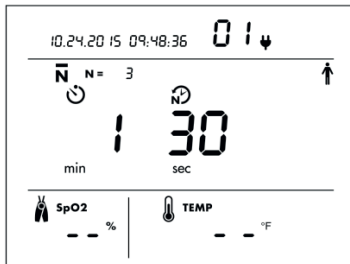 10.24.2015 09:48:36 01
N N = 3
N
1 30
min sec
SpO2 TEMP
-- % -- °F